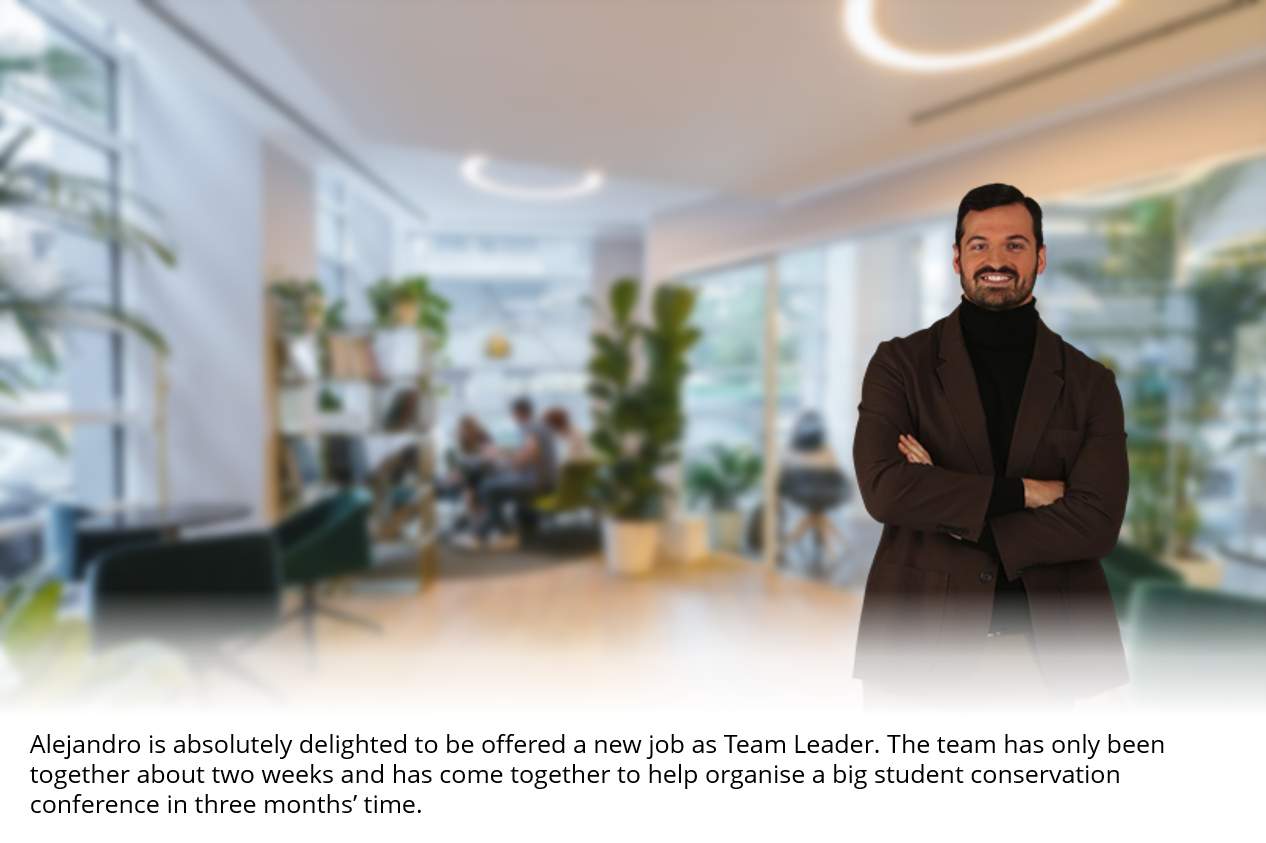 Alejandro is absolutely delighted to be offered a new job as Team Leader. The team has only been
together about two weeks and has come together to help organise a big student conservation
conference in three months’ time.